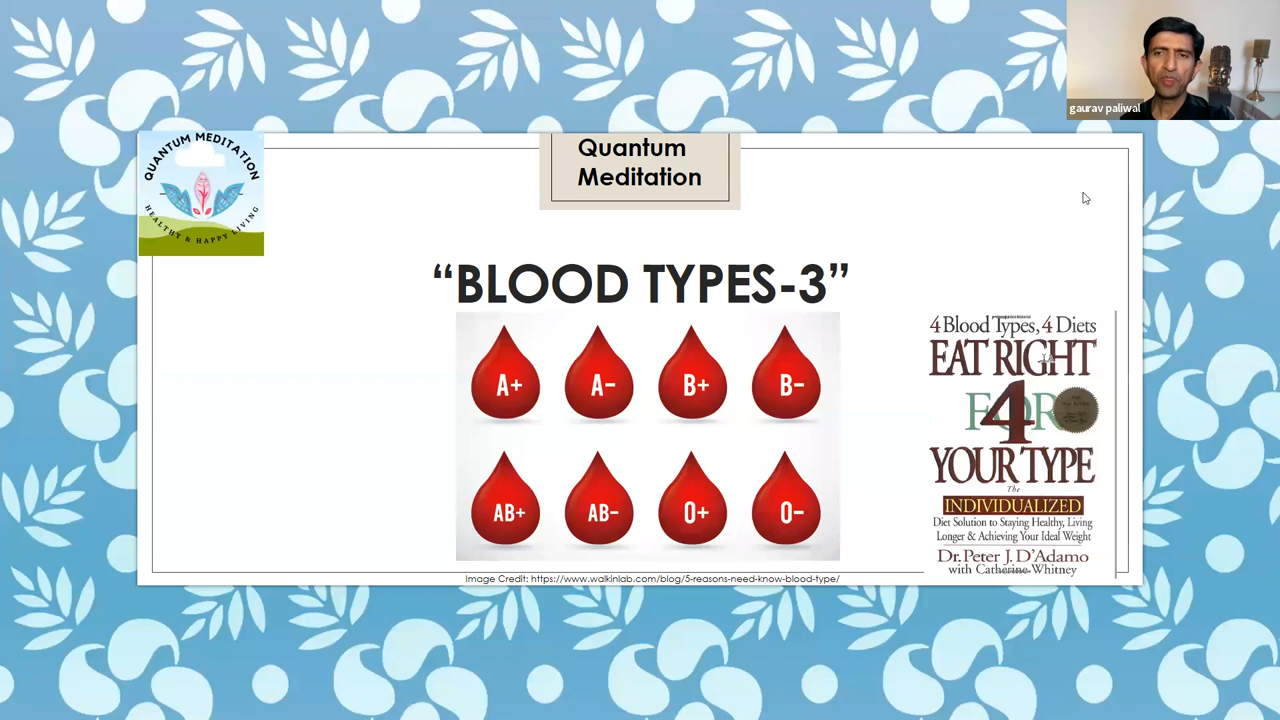 gaurav paliwal
QUANTUM MEDITATION
HEALTHY & HAPPY LIVING
Quantum
Meditation
“BLOOD TYPES-3”
A+ A− B+ B−
AB+ AB− O+ O−
4 Blood Types, 4 Diets
EAT RIGHT
FOR
4
YOUR TYPE
The
INDIVIDUALIZED
Diet Solution to Staying Healthy, Living
Longer & Achieving Your Ideal Weight
Dr. Peter J. D'Adamo
with Catherine Whitney
Image Credit: https://www.walkinlab.com/blog/5-reasons-need-know-blood-type/